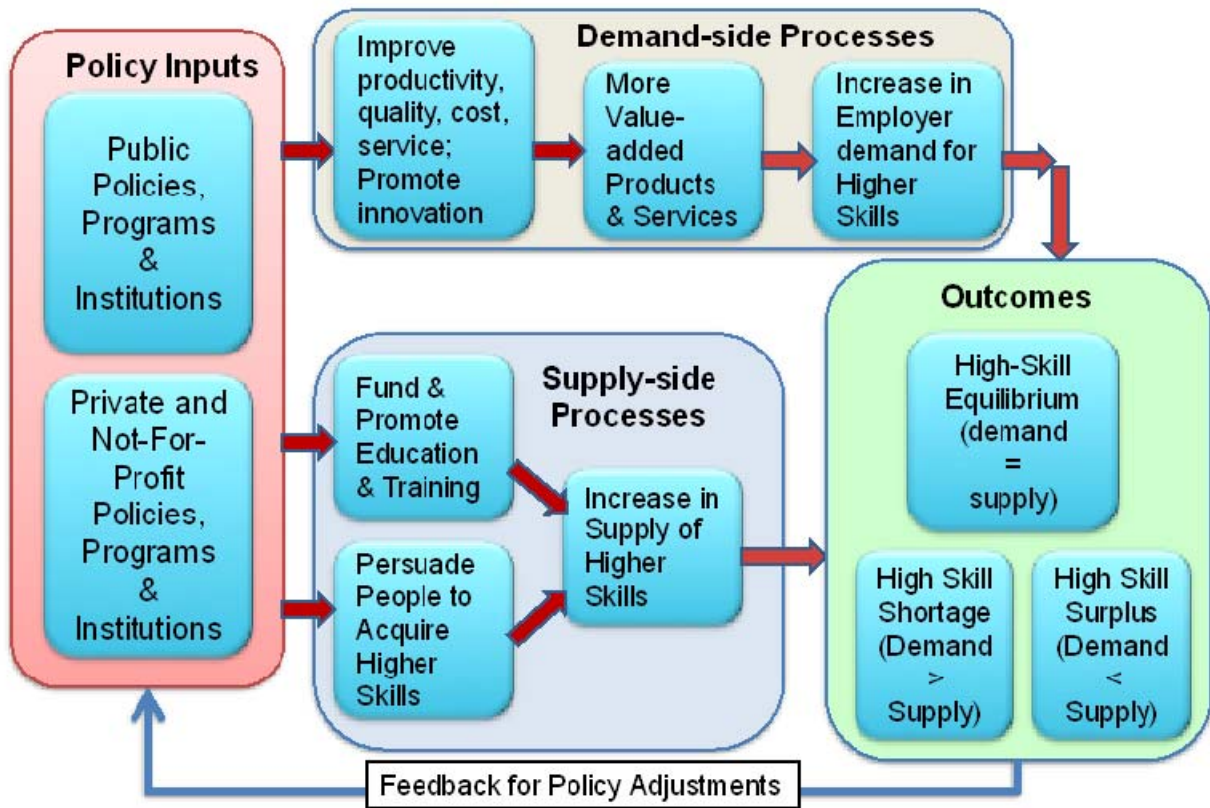 Policy Inputs
Public
Policies,
Programs
&
Institutions
Private and
Not-For-
Profit
Policies,
Programs
&
Institutions
Demand-side Processes
Improve
productivity,
quality, cost,
service;
Promote
innovation
More
Value-
added
Products
& Services
Increase in
Employer
demand for
Higher
Skills
Supply-side
Processes
Fund &
Promote
Education
& Training
Persuade
People to
Acquire
Higher
Skills
Increase in
Supply of
Higher
Skills
Outcomes
High-Skill
Equilibrium
(demand
=
supply)
High Skill
Shortage
(Demand
>
Supply)
High Skill
Surplus
(Demand
<
Supply)
Feedback for Policy Adjustments